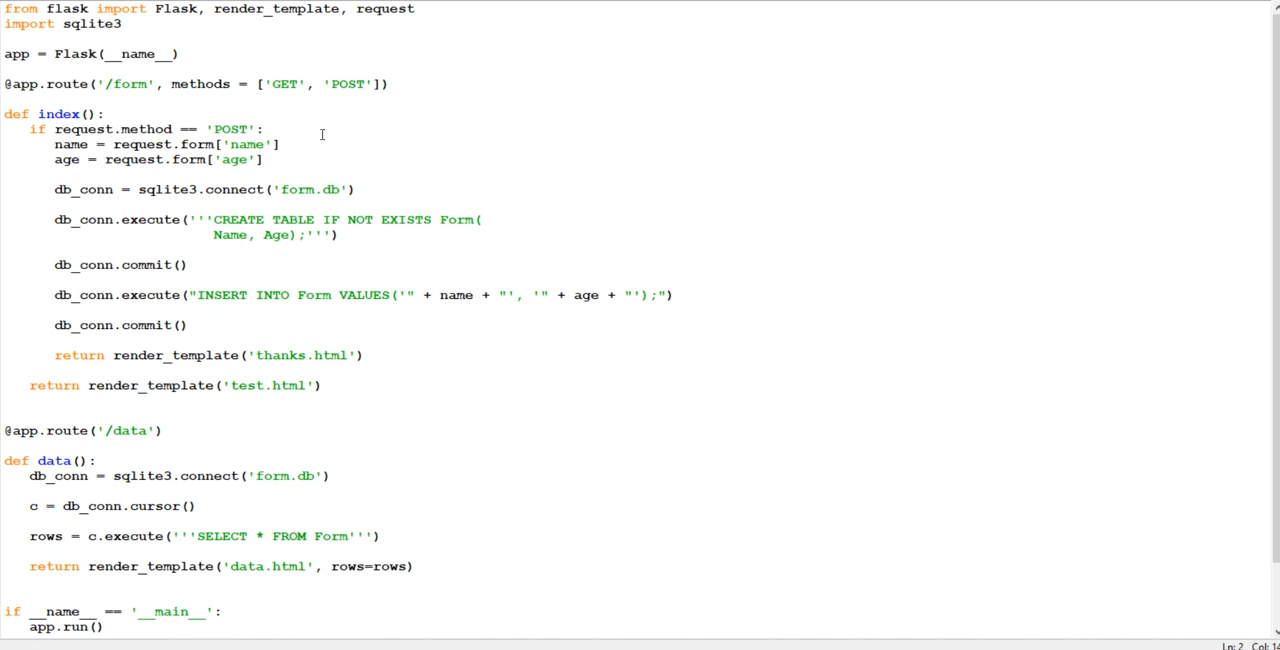 from flask import Flask, render_template, request
import sqlite3
app = Flask(__name__)
@app.route('/form', methods = ['GET', 'POST'])
def index():
if request.method == 'POST':
name = request.form['name']
age = request.form['age']
db_conn = sqlite3.connect('form.db')
db_conn.execute('''CREATE TABLE IF NOT EXISTS Form(
Name, Age);''')
db_conn.commit()
db_conn.execute("INSERT INTO Form VALUES('" + name + "', '" + age + "');")
db_conn.commit()
return render_template('thanks.html')
return render_template('test.html')
@app.route('/data')
def data():
db_conn = sqlite3.connect('form.db')
c = db_conn.cursor()
rows = c.execute('''SELECT * FROM Form''')
return render_template('data.html', rows=rows)
if __name__ == '__main__':
app.run()
Ln: 2 Col: 14